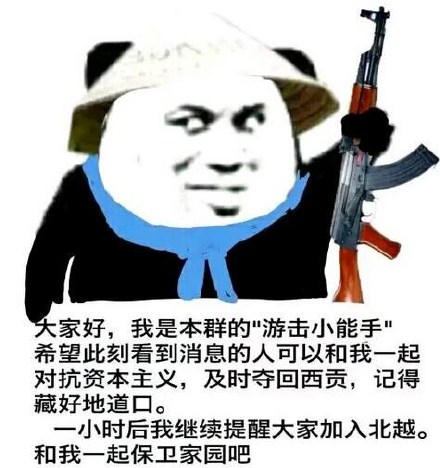 大家好，我是本群的"游击小能手"
希望此刻看到消息的人可以和我一起
对抗资本主义，及时夺回西贡，记得
藏好地道口。
一小时后我继续提醒大家加入北越。
和我一起保卫家园吧